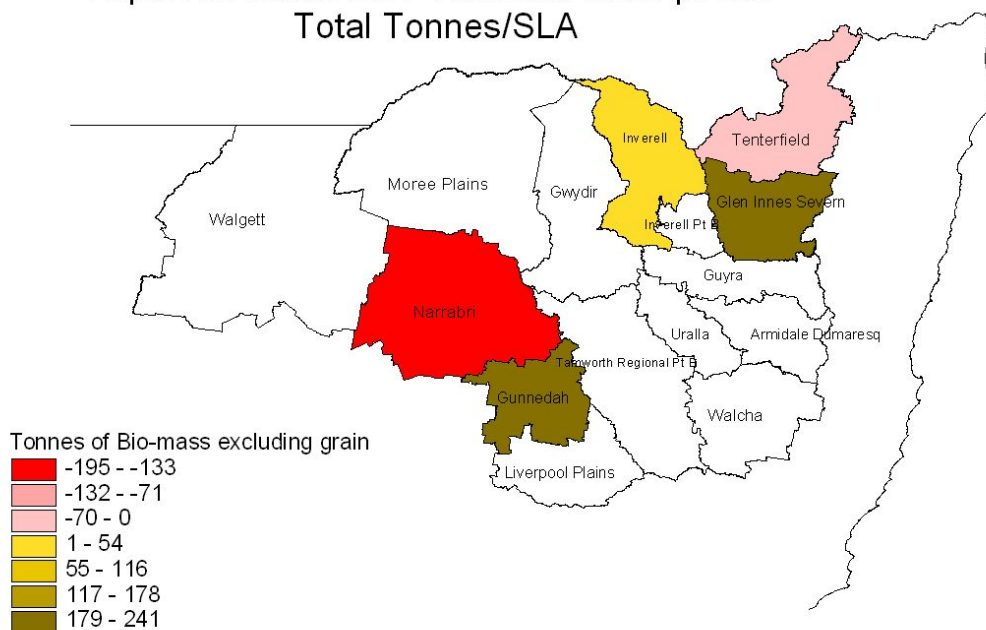 Total Tonnes/SLA
Inverell
Tenterfield
Moree Plains
Gwydir
Glen Innes Severn
Walgett
Inverell Pt B
Guyra
Narrabri
Uralla
Armidale Dumaresq
Tamworth Regional Pt B
Gunnedah
Walcha
Liverpool Plains
Tonnes of Bio-mass excluding grain
-195 - -133
-132 - -71
-70 - 0
1 - 54
55 - 116
117 - 178
179 - 241